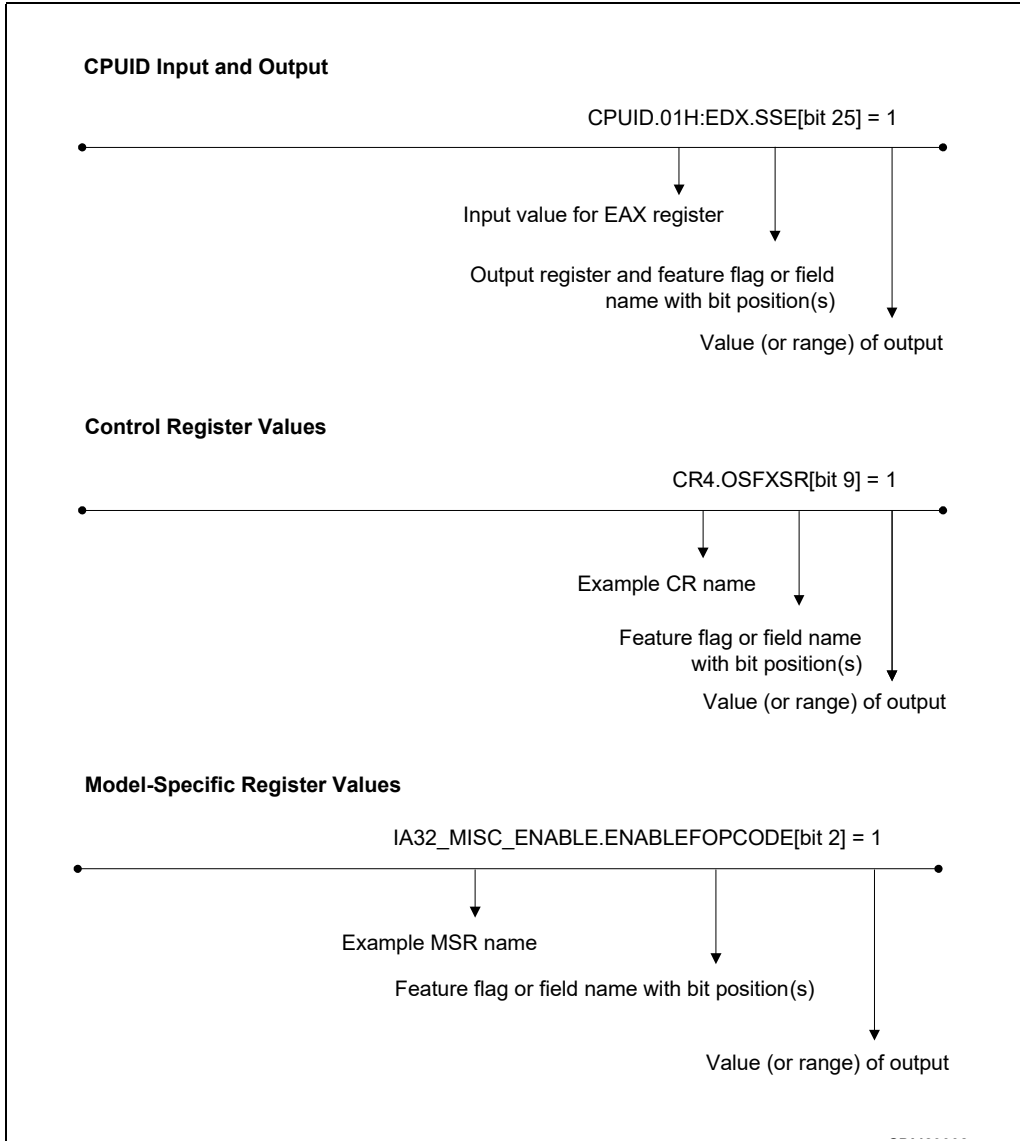 CPUID Input and Output
CPUID.01H:EDX.SSE[bit 25] = 1
Input value for EAX register
Output register and feature flag or field
name with bit position(s)
Value (or range) of output
Control Register Values
CR4.OSFXSR[bit 9] = 1
Example CR name
Feature flag or field name
with bit position(s)
Value (or range) of output
Model-Specific Register Values
IA32_MISC_ENABLE.ENABLEFOPCODE[bit 2] = 1
Example MSR name
Feature flag or field name with bit position(s)
Value (or range) of output